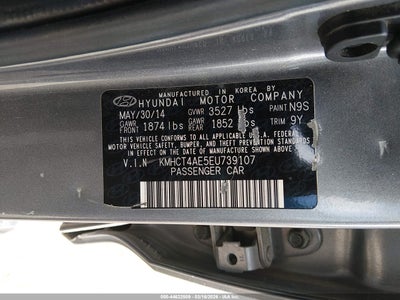 MANUFACTURED IN KOREA
HYUNDAI MOTOR COMPANY
MAY/30/14 GVWR 3527 lbs PAINT N9S
GAWR FRONT 1874 lbs GAWR REAR 1852 lbs TRIM 9Y
THIS VEHICLE CONFORMS TO ALL APPLICABLE U.S.A. FEDERAL
MOTOR VEHICLE SAFETY, BUMPER, AND THEFT PREVENTION
STANDARDS IN EFFECT ON THE DATE OF MANUFACTURE
SHOWN ABOVE.
V.I.N KMHCT4AE5EU739107
PASSENGER CAR